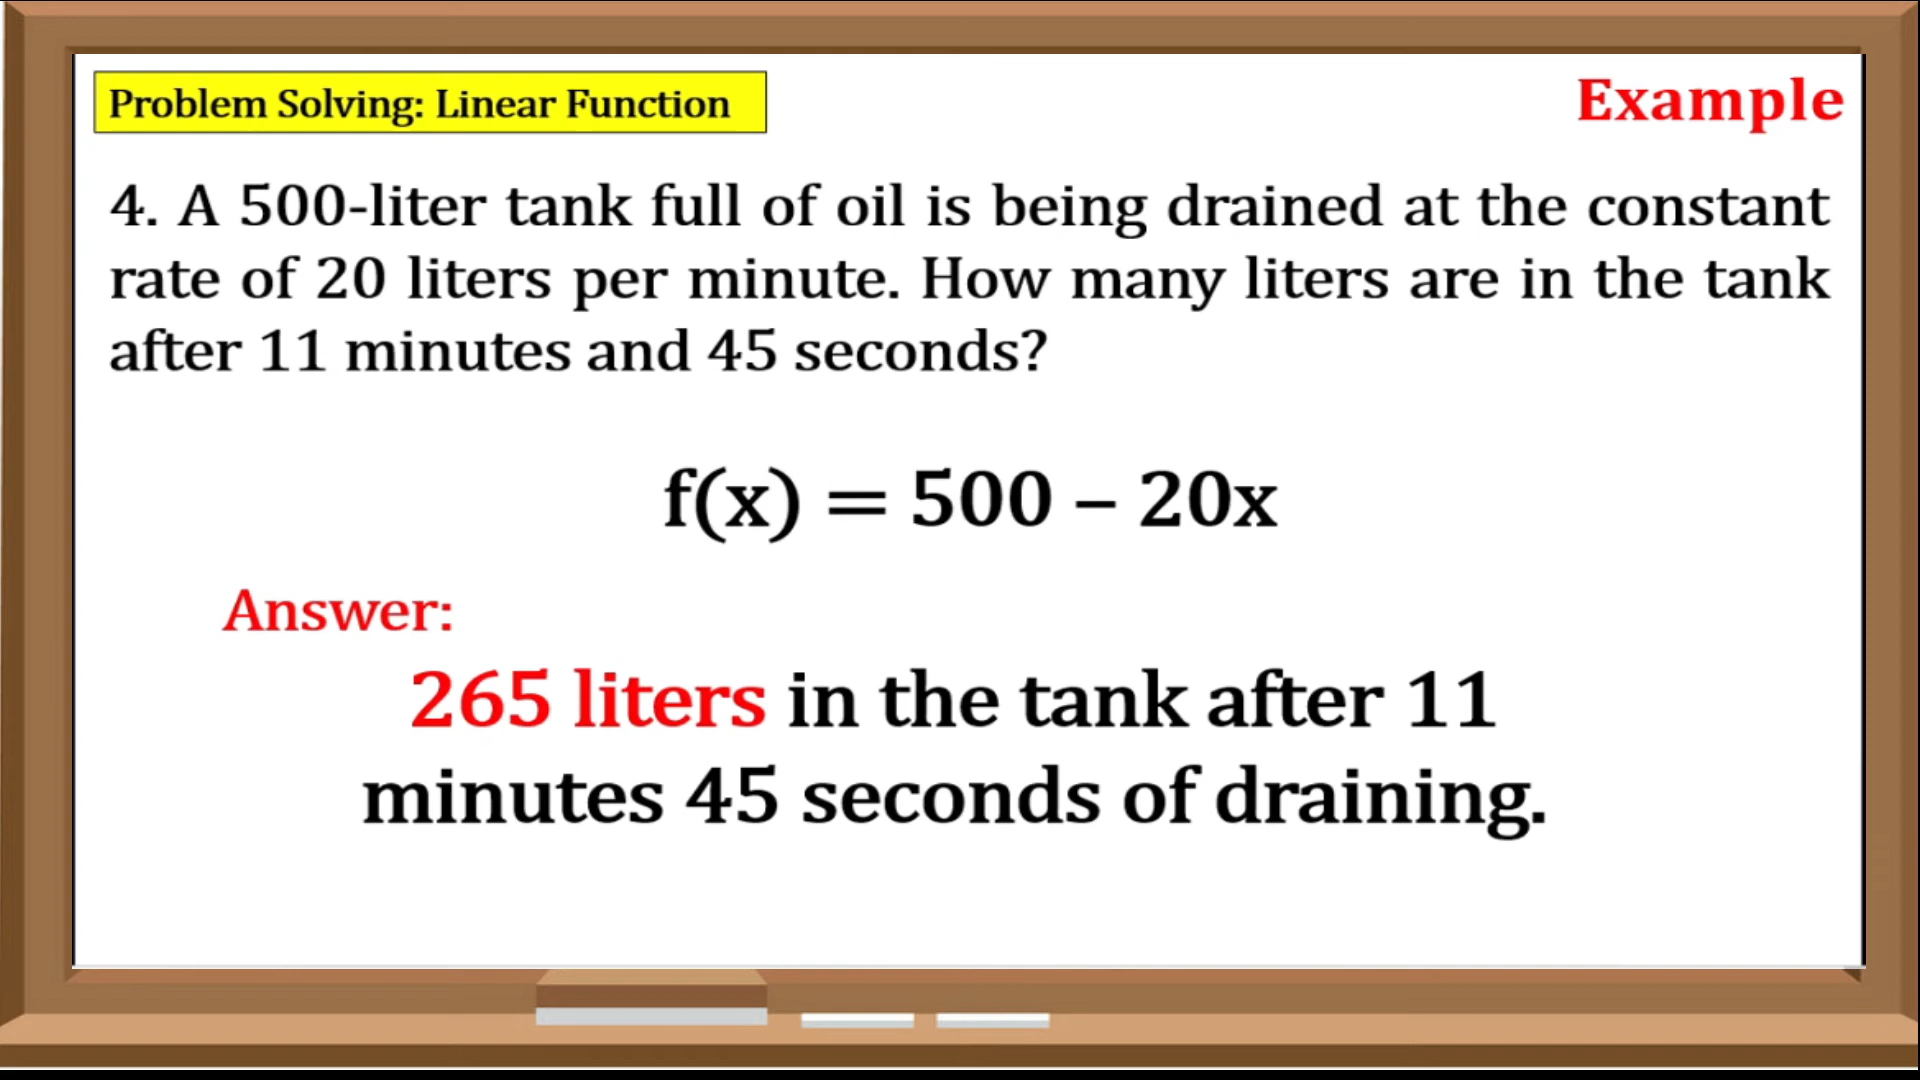 Problem Solving: Linear Function
Example
4. A 500-liter tank full of oil is being drained at the constant
rate of 20 liters per minute. How many liters are in the tank
after 11 minutes and 45 seconds?
f(x) = 500 – 20x
Answer:
265 liters in the tank after 11
minutes 45 seconds of draining.